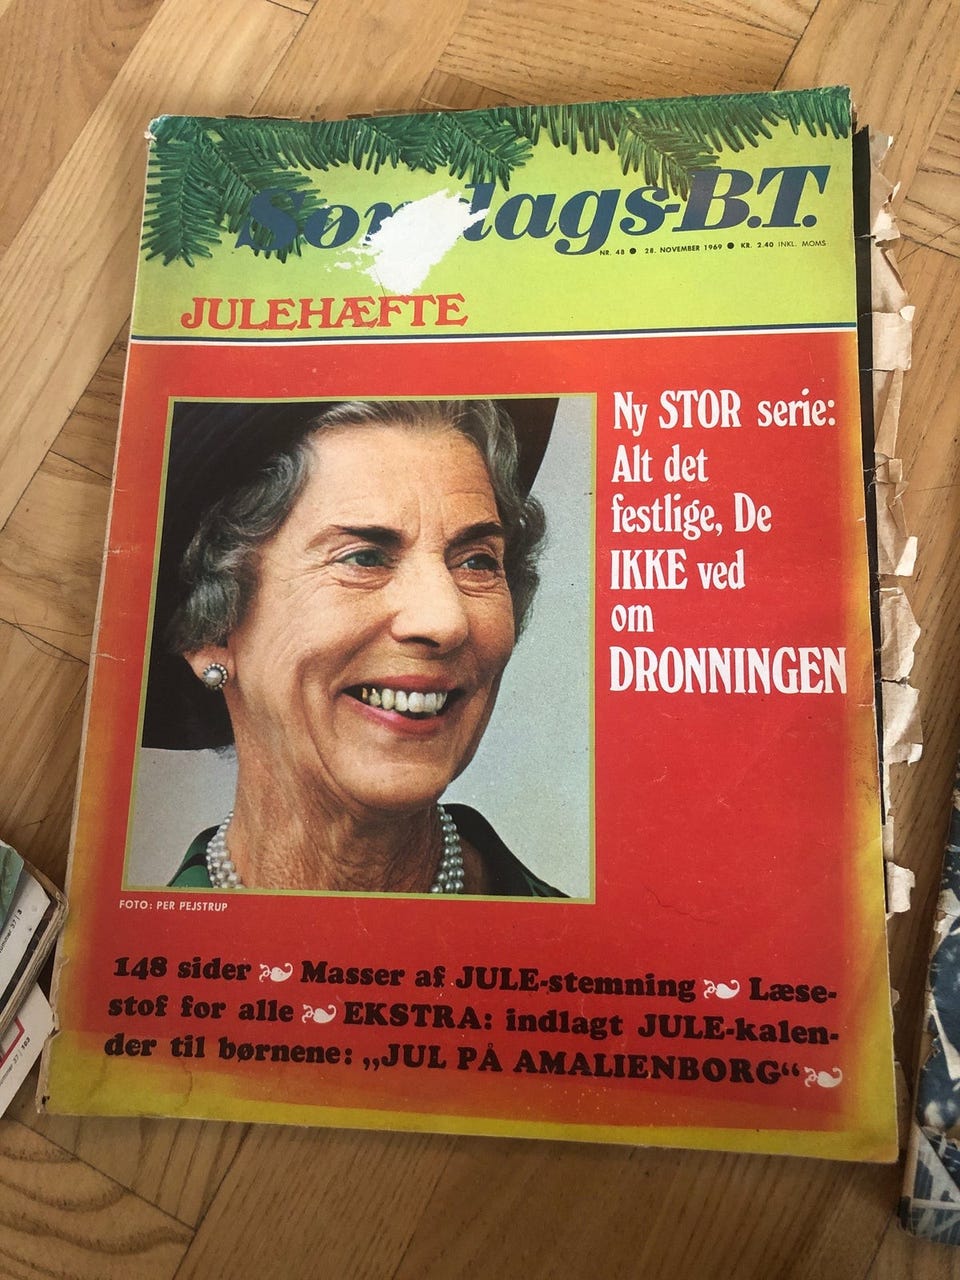 Søndags-B.T.
NR. 48 ● 28. NOVEMBER 1969 ● KR. 2.40 INKL. MOMS
JULEHÆFTE
Ny STOR serie:
Alt det
festlige, De
IKKE ved
om
DRONNINGEN
FOTO: PER PEJSTRUP
148 sider Masser af JULE-stemning Læse-
stof for alle EKSTRA: indlagt JULE-kalen-
der til børnene: „JUL PÅ AMALIENBORG“